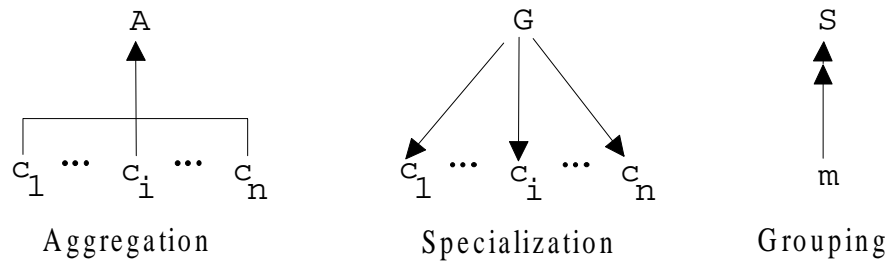 A G S
c1 ... ci ... cn c1 ... ci ... cn m
Aggregation Specialization Grouping